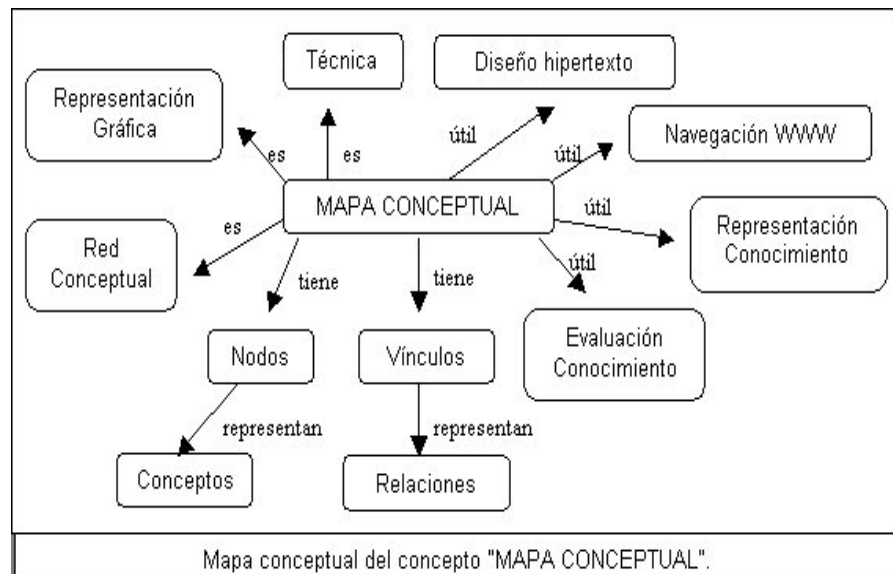 Técnica
Diseño hipertexto
Representación
Gráfica
Navegación WWW
es
es
útil
útil
MAPA CONCEPTUAL
es
útil
Representación
Conocimiento
Red
Conceptual
tiene
tiene
útil
Nodos
Vínculos
Evaluación
Conocimiento
representan
representan
Conceptos
Relaciones
Mapa conceptual del concepto "MAPA CONCEPTUAL".